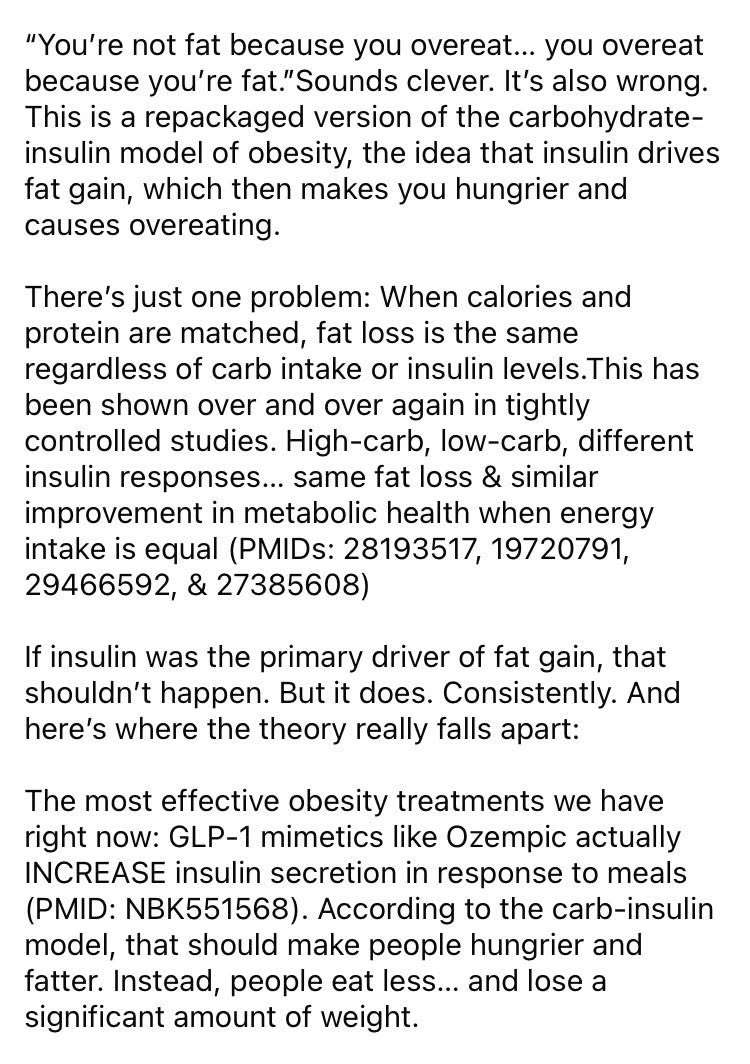 “You’re not fat because you overeat... you overeat
because you’re fat.”Sounds clever. It’s also wrong.
This is a repackaged version of the carbohydrate-
insulin model of obesity, the idea that insulin drives
fat gain, which then makes you hungrier and
causes overeating.
There’s just one problem: When calories and
protein are matched, fat loss is the same
regardless of carb intake or insulin levels.This has
been shown over and over again in tightly
controlled studies. High-carb, low-carb, different
insulin responses... same fat loss & similar
improvement in metabolic health when energy
intake is equal (PMIDs: 28193517, 19720791,
29466592, & 27385608)
If insulin was the primary driver of fat gain, that
shouldn’t happen. But it does. Consistently. And
here’s where the theory really falls apart:
The most effective obesity treatments we have
right now: GLP-1 mimetics like Ozempic actually
INCREASE insulin secretion in response to meals
(PMID: NBK551568). According to the carb-insulin
model, that should make people hungrier and
fatter. Instead, people eat less... and lose a
significant amount of weight.